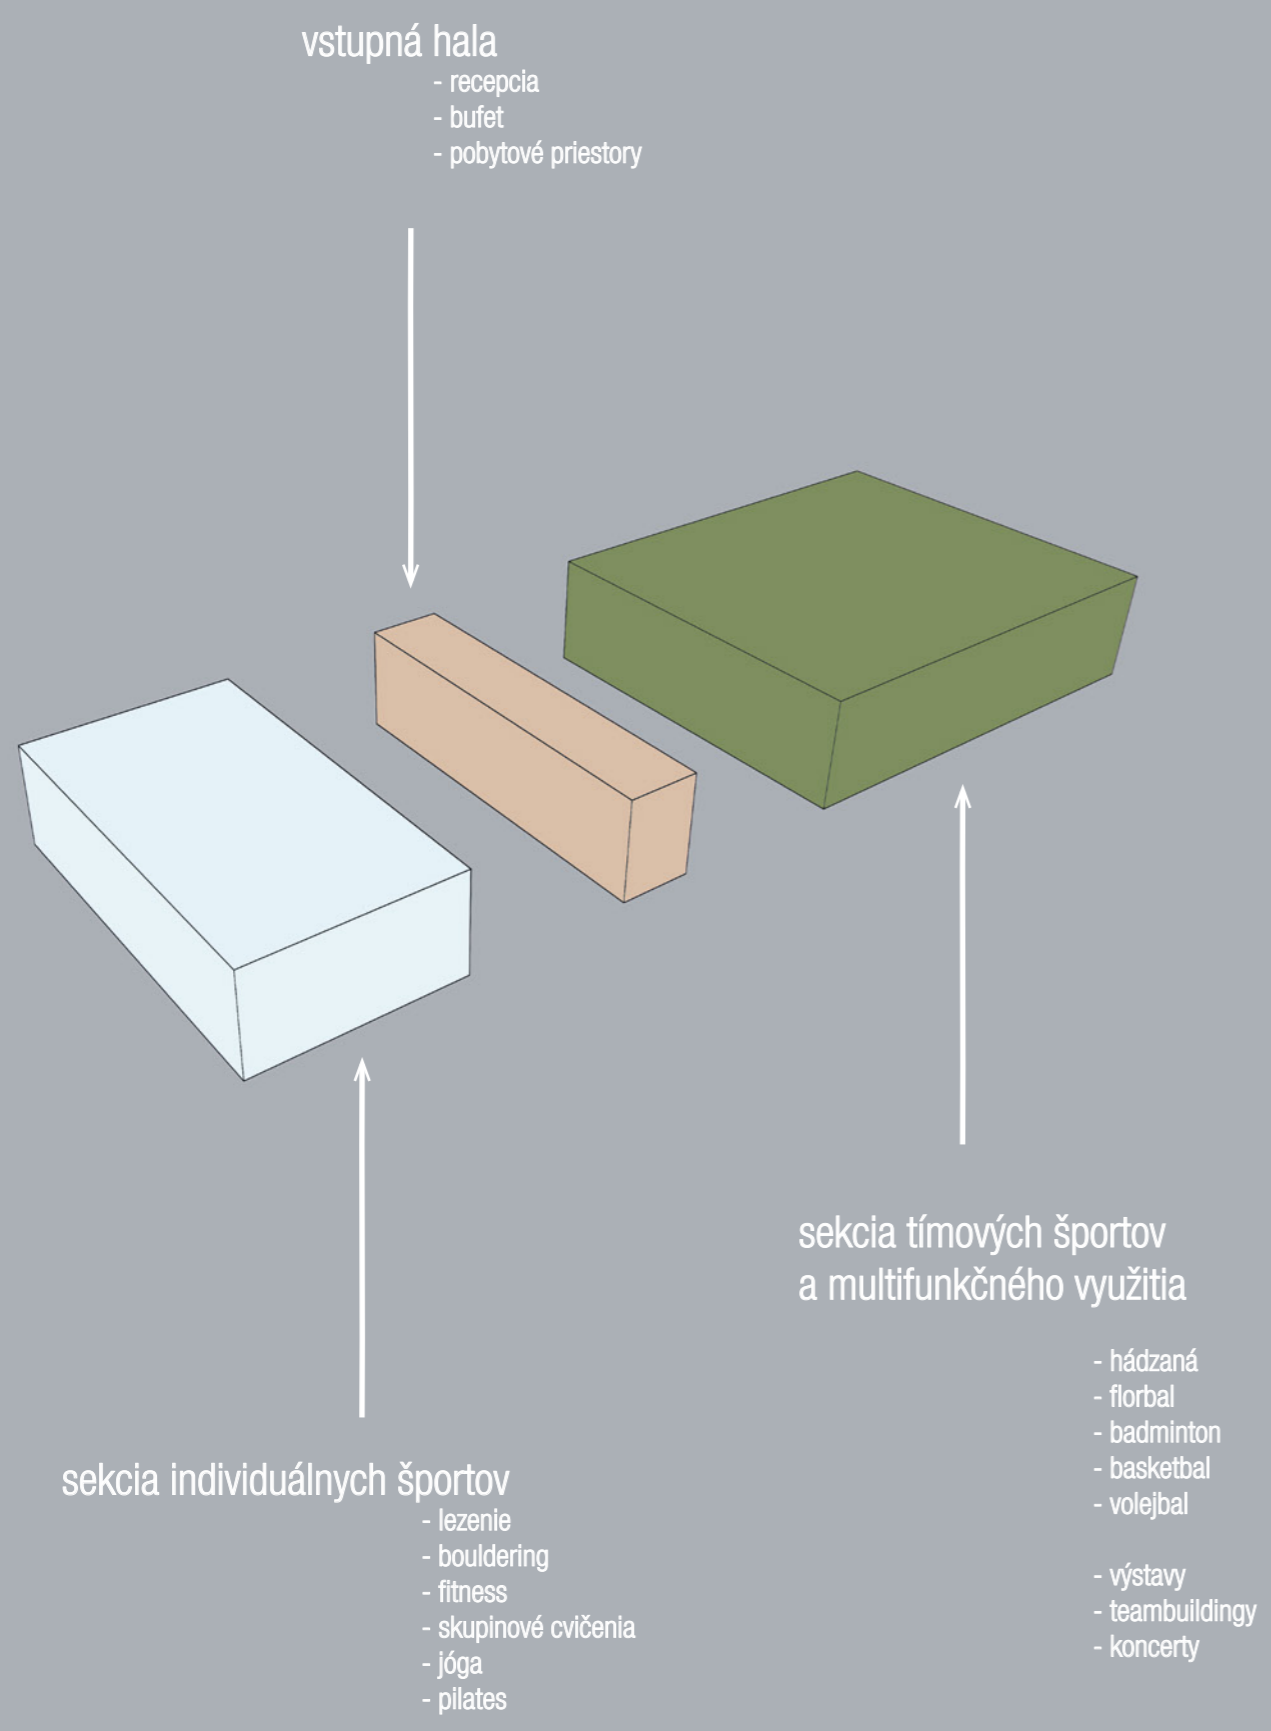 vstupná hala
- recepcia
- bufet
- pobytové priestory
sekcia tímových športov
a multifunkčného využitia
- hádzaná
- florbal
- badminton
- basketbal
- volejbal
- výstavy
- teambuildingy
- koncerty
sekcia individuálnych športov
- lezenie
- bouldering
- fitness
- skupinové cvičenia
- jóga
- pilates